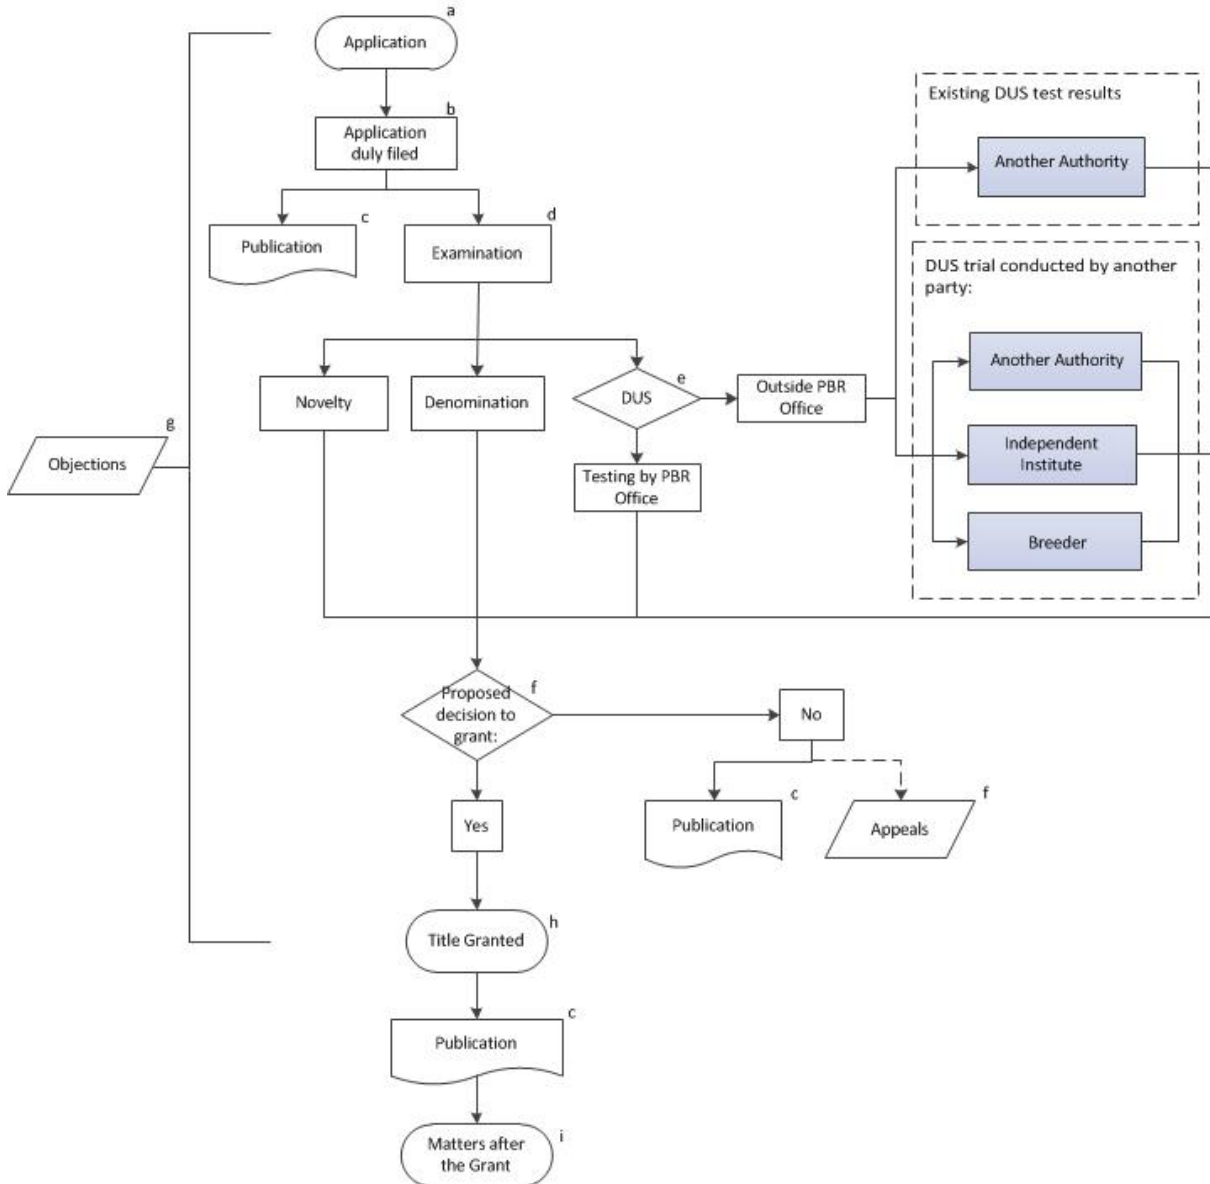 a
Application
b
Application
duly filed
c
Publication
d
Examination
Existing DUS test results
Another Authority
DUS trial conducted by another
party:
Another Authority
Independent
Institute
Breeder
Novelty
Denomination
e
DUS
Outside PBR
Office
Testing by PBR
Office
g
Objections
f
Proposed
decision to
grant:
No
Yes
c
Publication
f
Appeals
h
Title Granted
c
Publication
i
Matters after
the Grant